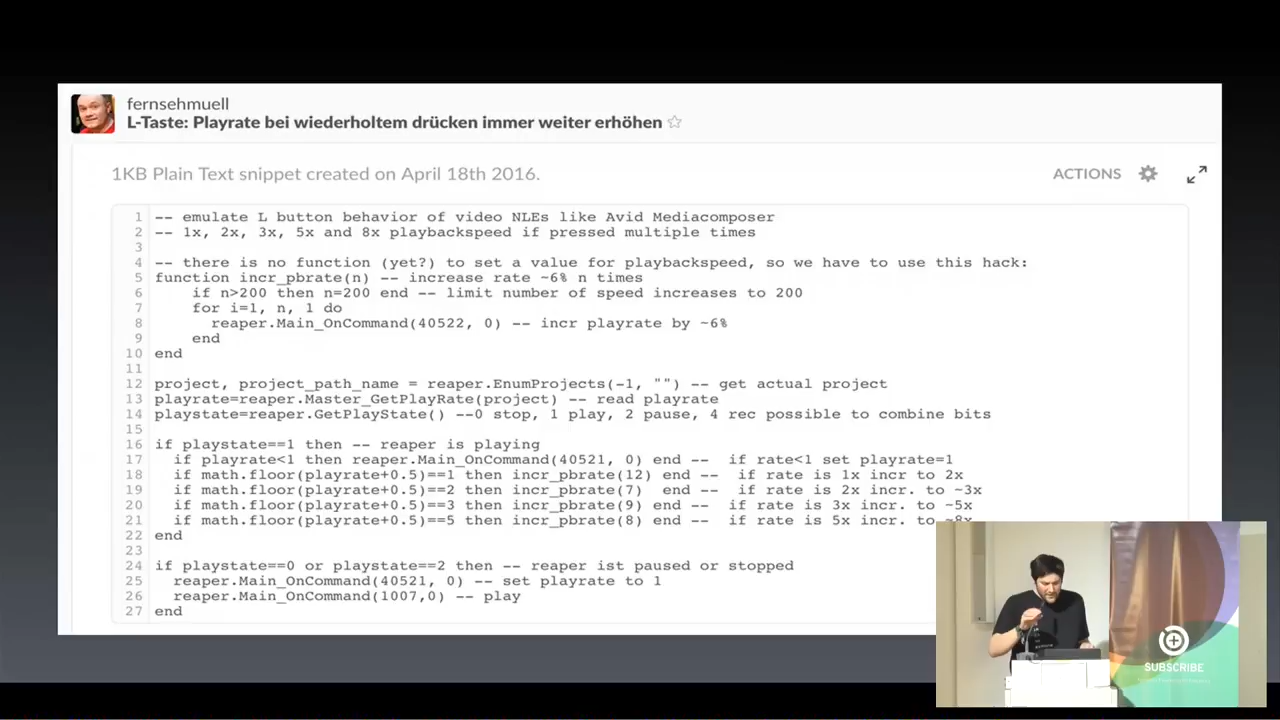 fernsehmuell
L-Taste: Playrate bei wiederholtem drücken immer weiter erhöhen
1KB Plain Text snippet created on April 18th 2016.
ACTIONS
1 -- emulate L button behavior of video NLEs like Avid Mediacomposer
2 -- 1x, 2x, 3x, 5x and 8x playbackspeed if pressed multiple times
3
4 -- there is no function (yet?) to set a value for playbackspeed, so we have to use this hack:
5 function incr_pbrate(n) -- increase rate ~6% n times
6     if n>200 then n=200 end -- limit number of speed increases to 200
7     for i=1, n, 1 do
8       reaper.Main_OnCommand(40522, 0) -- incr playrate by ~6%
9     end
10 end
11
12 project, project_path_name = reaper.EnumProjects(-1, "") -- get actual project
13 playrate=reaper.Master_GetPlayRate(project) -- read playrate
14 playstate=reaper.GetPlayState() --0 stop, 1 play, 2 pause, 4 rec possible to combine bits
15
16 if playstate==1 then -- reaper is playing
17   if playrate<1 then reaper.Main_OnCommand(40521, 0) end --  if rate<1 set playrate=1
18   if math.floor(playrate+0.5)==1 then incr_pbrate(12) end --  if rate is 1x incr to 2x
19   if math.floor(playrate+0.5)==2 then incr_pbrate(7)  end --  if rate is 2x incr. to ~3x
20   if math.floor(playrate+0.5)==3 then incr_pbrate(9) end --  if rate is 3x incr. to ~5x
21   if math.floor(playrate+0.5)==5 then incr_pbrate(8) end --  if rate is 5x incr. to ~8x
22 end
23
24 if playstate==0 or playstate==2 then -- reaper ist paused or stopped
25   reaper.Main_OnCommand(40521, 0) -- set playrate to 1
26   reaper.Main_OnCommand(1007,0) -- play
27 end
SUBSCRIBE